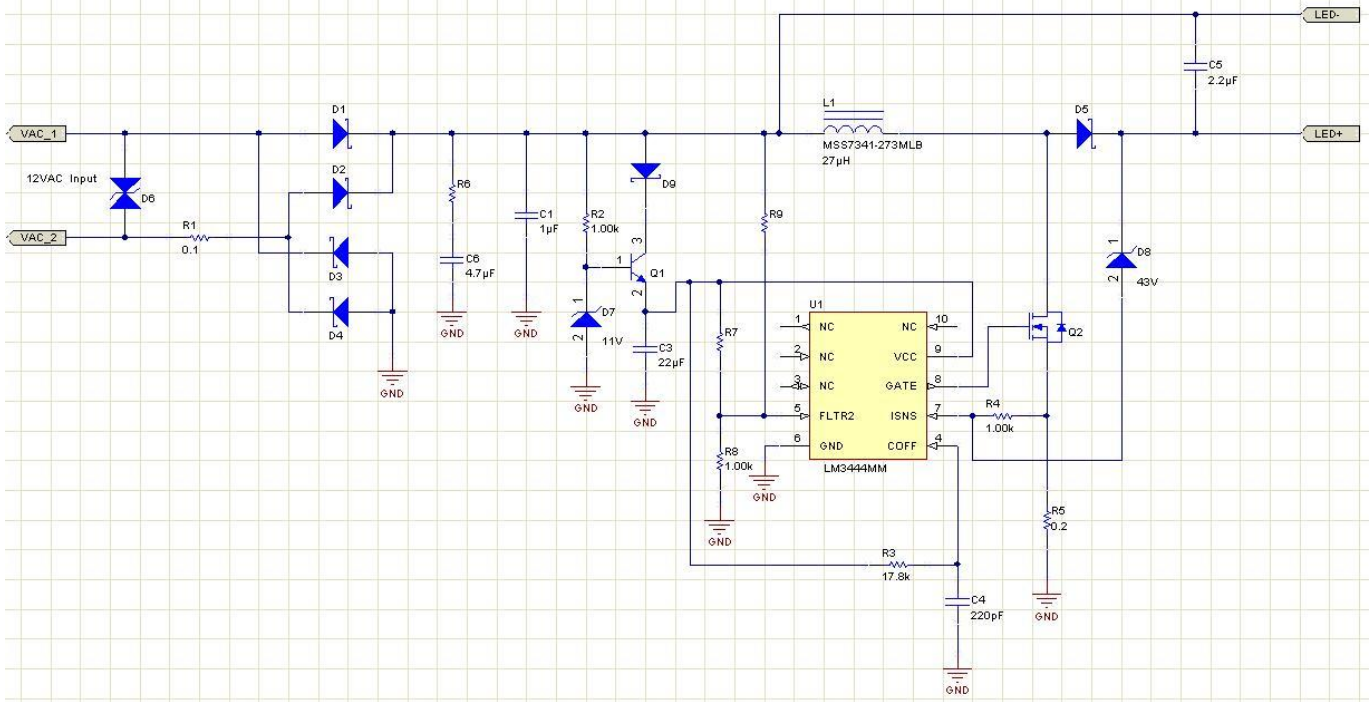 LED-
C5
2.2µF
L1
D5
D1
VAC_1
LED+
MSS7341-273MLB
27µH
12VAC Input
D6
D2
R6
D9
R2
1.00k
R9
C1
1µF
VAC_2
R1
0.1
D3
C6
4.7µF
3
1
Q1
2
1
D8
2
43V
D7
1
2
11V
GND
GND
D4
GND
GND
C3
22µF
GND
R7
U1
1
NC
NC
10
2
NC
VCC
9
3
NC
GATE
8
5
FLTR2
ISNS
7
6
GND
COFF
4
LM3444MM
Q2
R4
1.00k
R8
1.00k
GND
GND
R5
0.2
R3
17.8k
C4
220pF
GND
GND